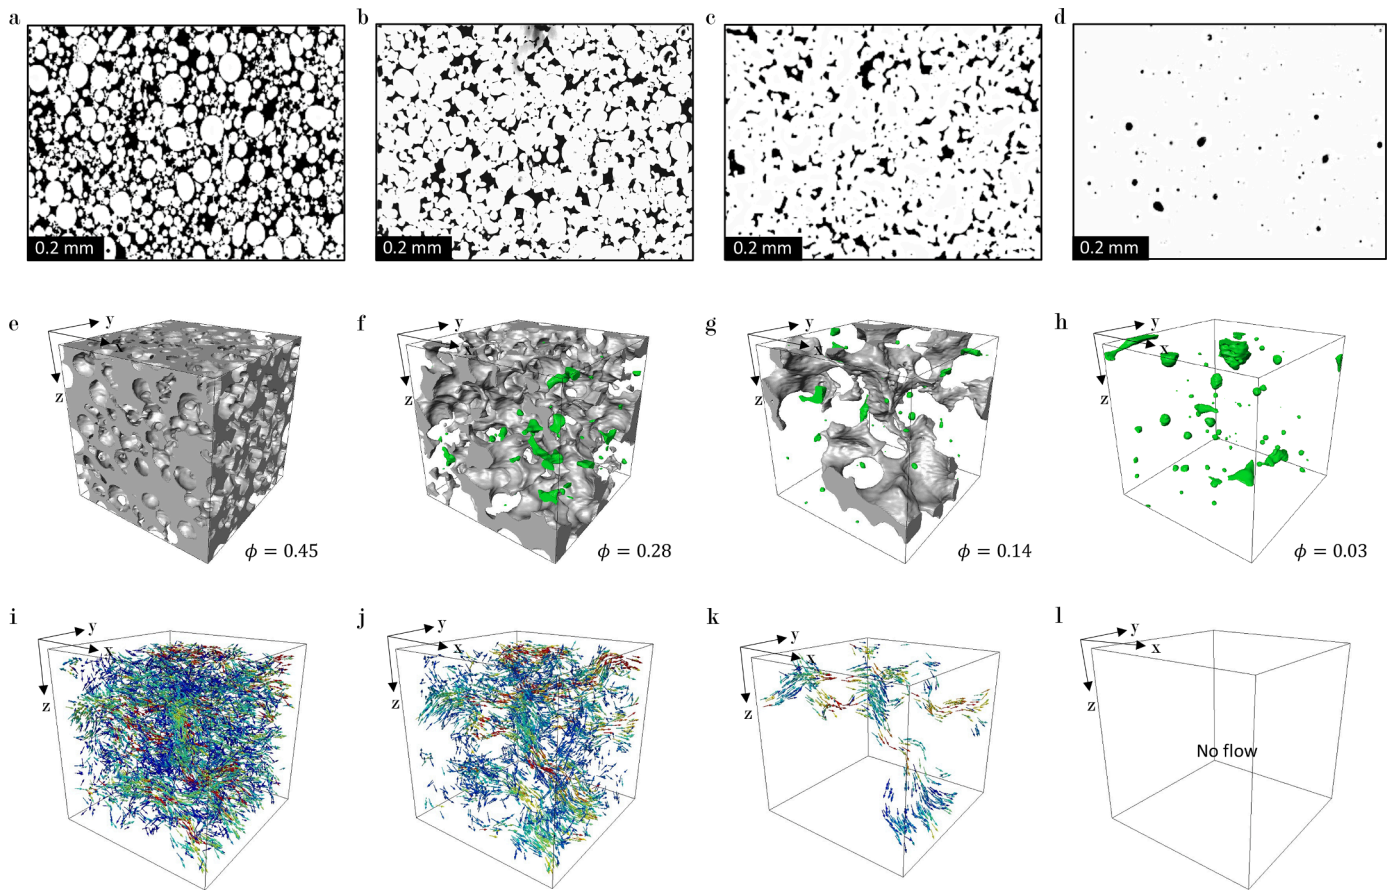 a
b
c
d
0.2 mm
0.2 mm
0.2 mm
0.2 mm
e
f
g
h
y
x
z
y
x
z
y
x
z
y
x
z
ϕ = 0.45
ϕ = 0.28
ϕ = 0.14
ϕ = 0.03
i
j
k
l
y
x
z
y
x
z
y
x
z
y
x
z
No flow